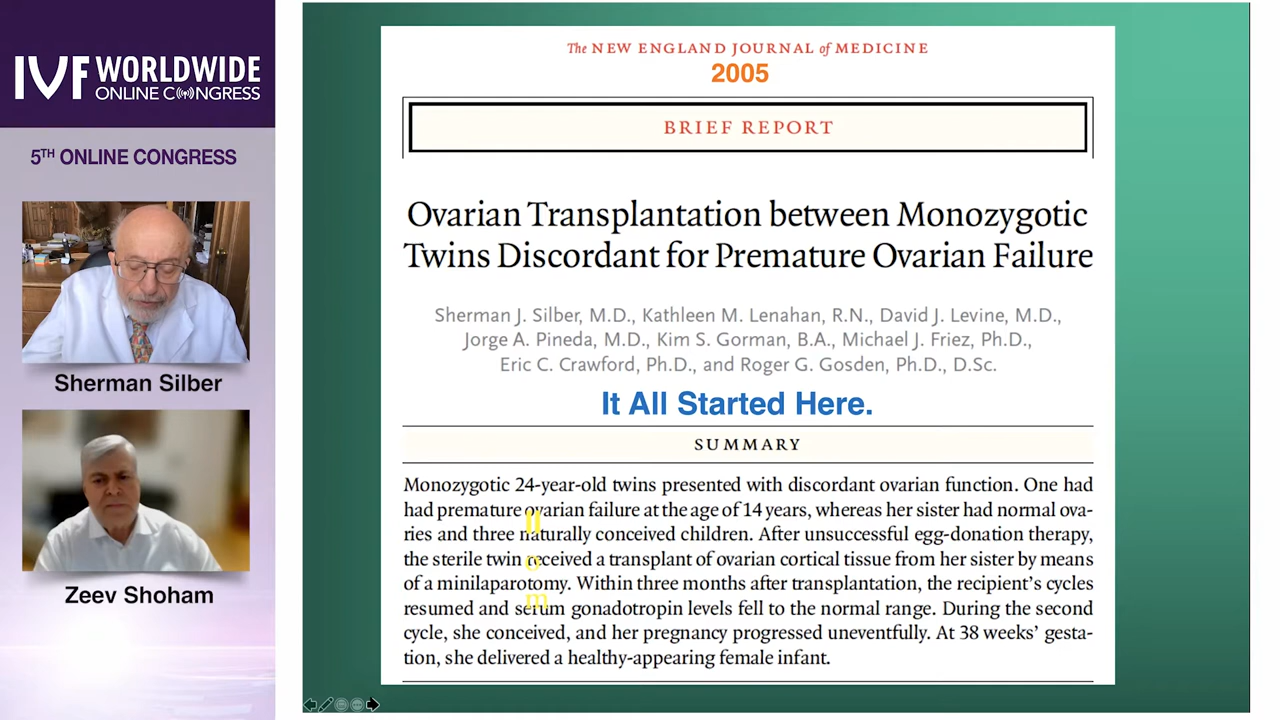 IVF WORLDWIDE
ONLINE CONGRESS
5TH ONLINE CONGRESS
Sherman Silber
Zeev Shoham
The NEW ENGLAND JOURNAL of MEDICINE
2005
BRIEF REPORT
Ovarian Transplantation between Monozygotic
Twins Discordant for Premature Ovarian Failure
Sherman J. Silber, M.D., Kathleen M. Lenahan, R.N., David J. Levine, M.D.,
Jorge A. Pineda, M.D., Kim S. Gorman, B.A., Michael J. Friez, Ph.D.,
Eric C. Crawford, Ph.D., and Roger G. Gosden, Ph.D., D.Sc.
It All Started Here.
SUMMARY
Monozygotic 24-year-old twins presented with discordant ovarian function. One had
had premature ovarian failure at the age of 14 years, whereas her sister had normal ova-
ries and three naturally conceived children. After unsuccessful egg-donation therapy,
the sterile twin received a transplant of ovarian cortical tissue from her sister by means
of a minilaparotomy. Within three months after transplantation, the recipient's cycles
resumed and serum gonadotropin levels fell to the normal range. During the second
cycle, she conceived, and her pregnancy progressed uneventfully. At 38 weeks' gesta-
tion, she delivered a healthy-appearing female infant.